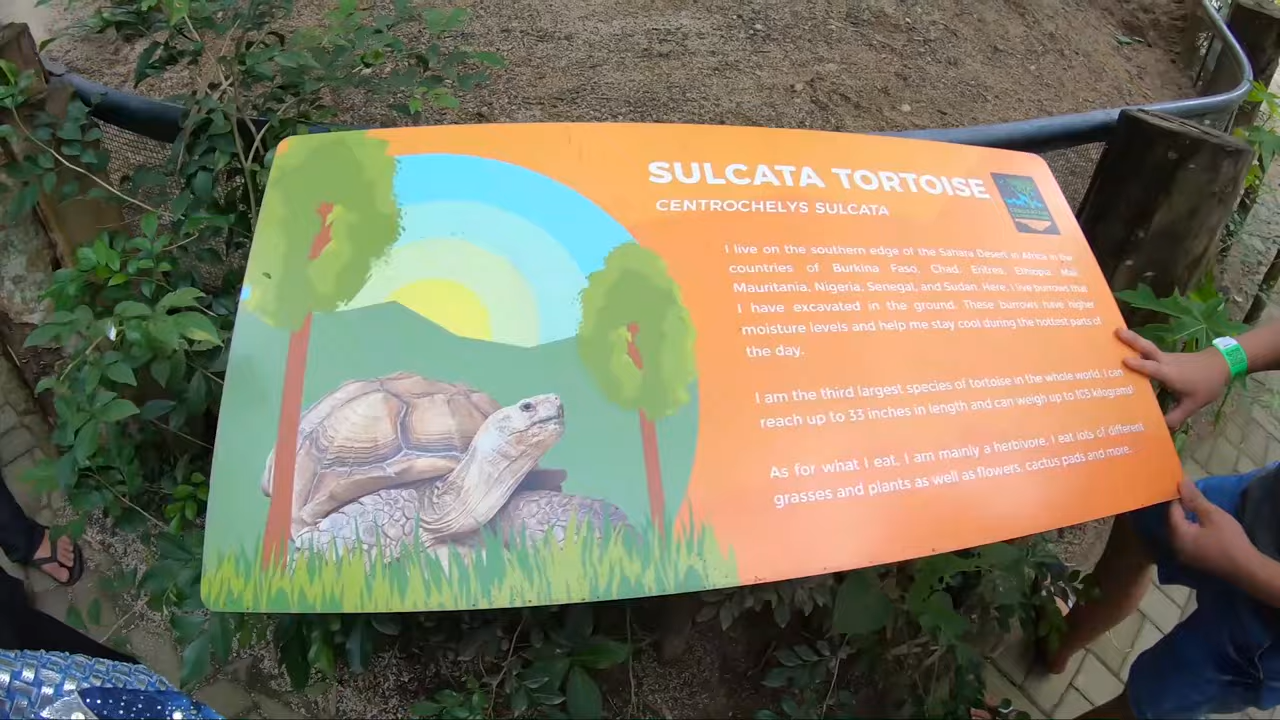 SULCATA TORTOISE
CENTROCHELYS SULCATA
I live on the southern edge of the Sahara Desert in Africa in the
countries of Burkina Faso, Chad, Eritrea, Ethiopia, Mali,
Mauritania, Nigeria, Senegal, and Sudan. Here, I live burrows that
I have excavated in the ground. These burrows have higher
moisture levels and help me stay cool during the hottest parts of
the day.
I am the third largest species of tortoise in the whole world. I can
reach up to 33 inches in length and can weigh up to 105 kilograms!
As for what I eat, I am mainly a herbivore. I eat lots of different
grasses and plants as well as flowers, cactus pads and more.